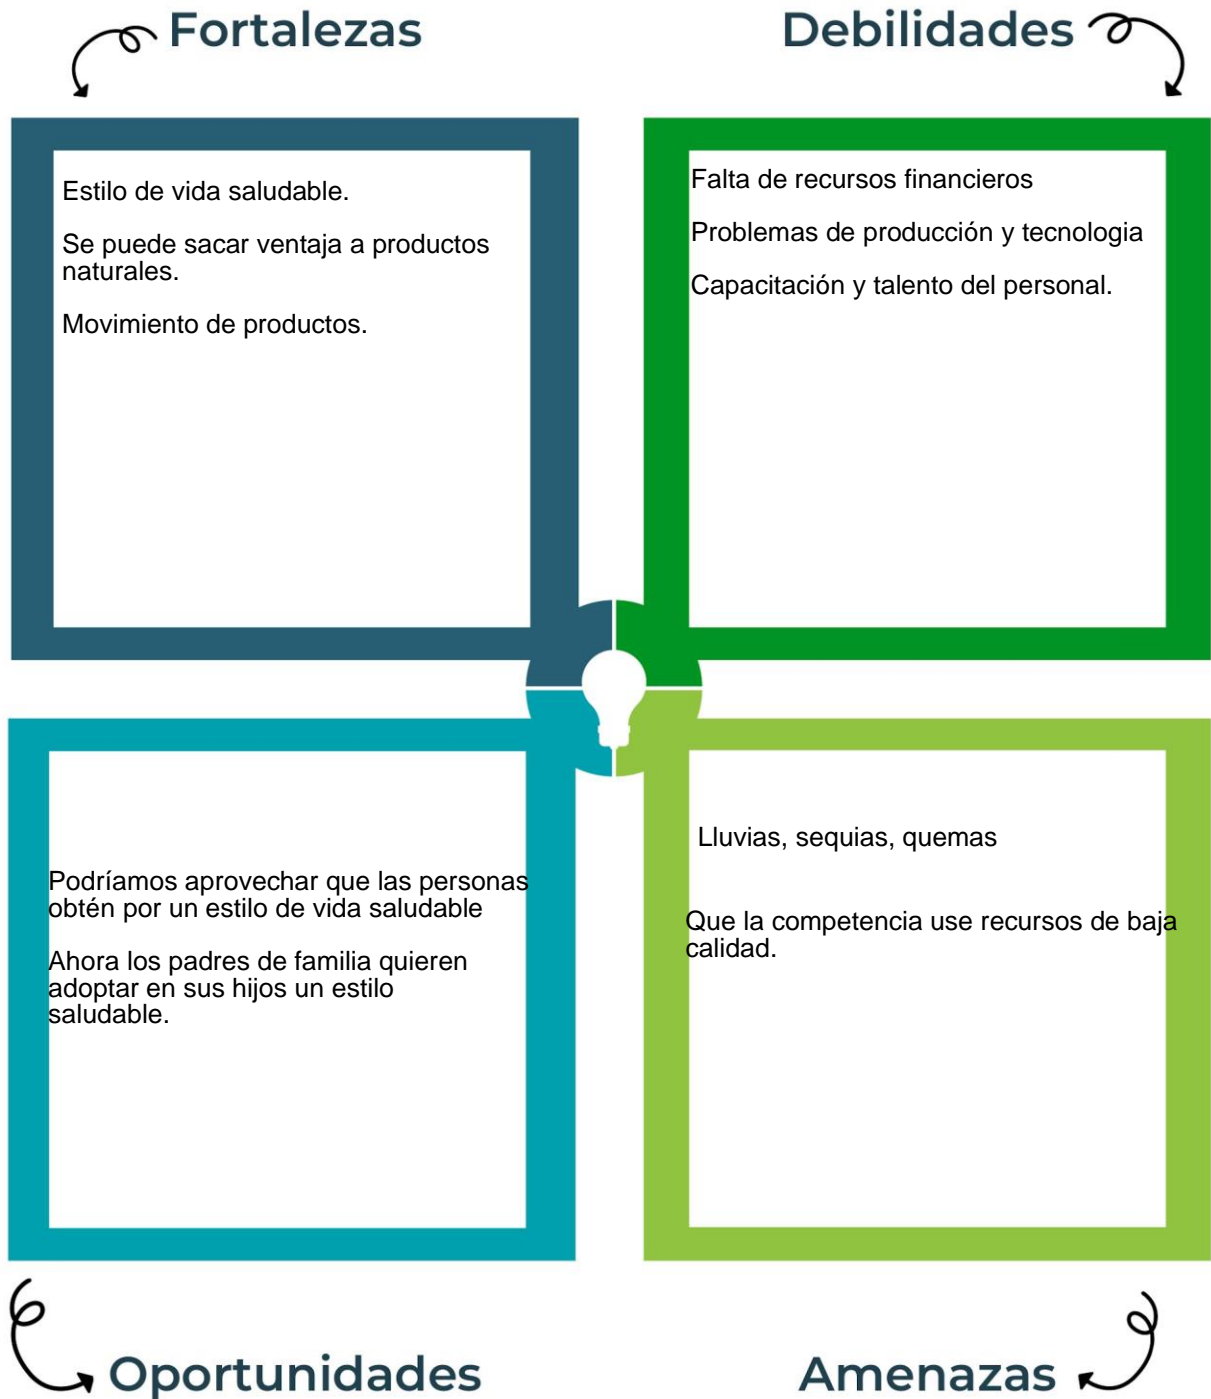 Fortalezas
Debilidades
Estilo de vida saludable.
Se puede sacar ventaja a productos
naturales.
Movimiento de productos.
Falta de recursos financieros
Problemas de producción y tecnologia
Capacitación y talento del personal.
Podríamos aprovechar que las personas
obtén por un estilo de vida saludable
Ahora los padres de familia quieren
adoptar en sus hijos un estilo
saludable.
Lluvias, sequias, quemas
Que la competencia use recursos de baja
calidad.
Oportunidades
Amenazas